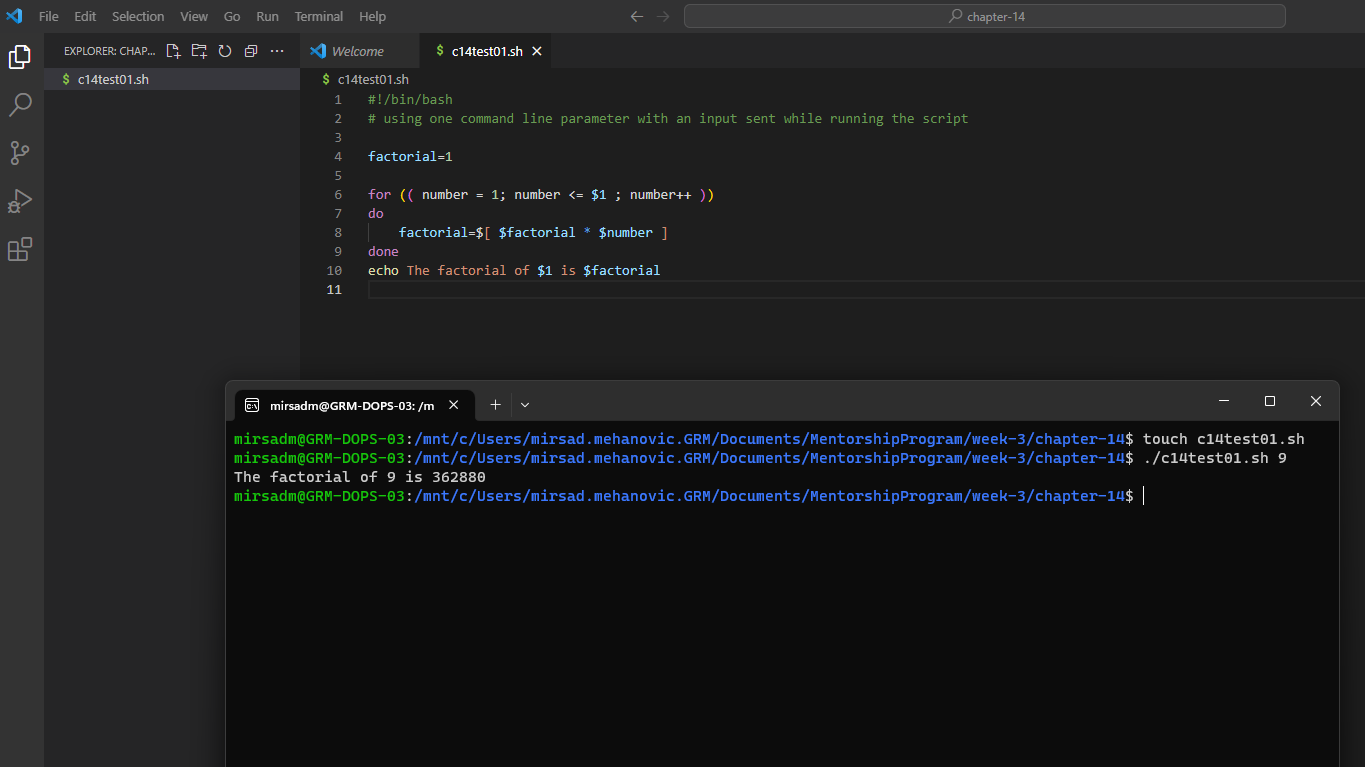 File Edit Selection View Go Run Terminal Help
chapter-14
EXPLORER: CHAP...
Welcome
$ c14test01.sh
$ c14test01.sh
$ c14test01.sh
1 #!/bin/bash
2 # using one command line parameter with an input sent while running the script
3
4 factorial=1
5
6 for (( number = 1; number <= $1 ; number++ ))
7 do
8 factorial=$[ $factorial * $number ]
9 done
10 echo The factorial of $1 is $factorial
11
mirsadm@GRM-DOPS-03: /m
mirsadm@GRM-DOPS-03:/mnt/c/Users/mirsad.mehanovic.GRM/Documents/MentorshipProgram/week-3/chapter-14$ touch c14test01.sh
mirsadm@GRM-DOPS-03:/mnt/c/Users/mirsad.mehanovic.GRM/Documents/MentorshipProgram/week-3/chapter-14$ ./c14test01.sh 9
The factorial of 9 is 362880
mirsadm@GRM-DOPS-03:/mnt/c/Users/mirsad.mehanovic.GRM/Documents/MentorshipProgram/week-3/chapter-14$